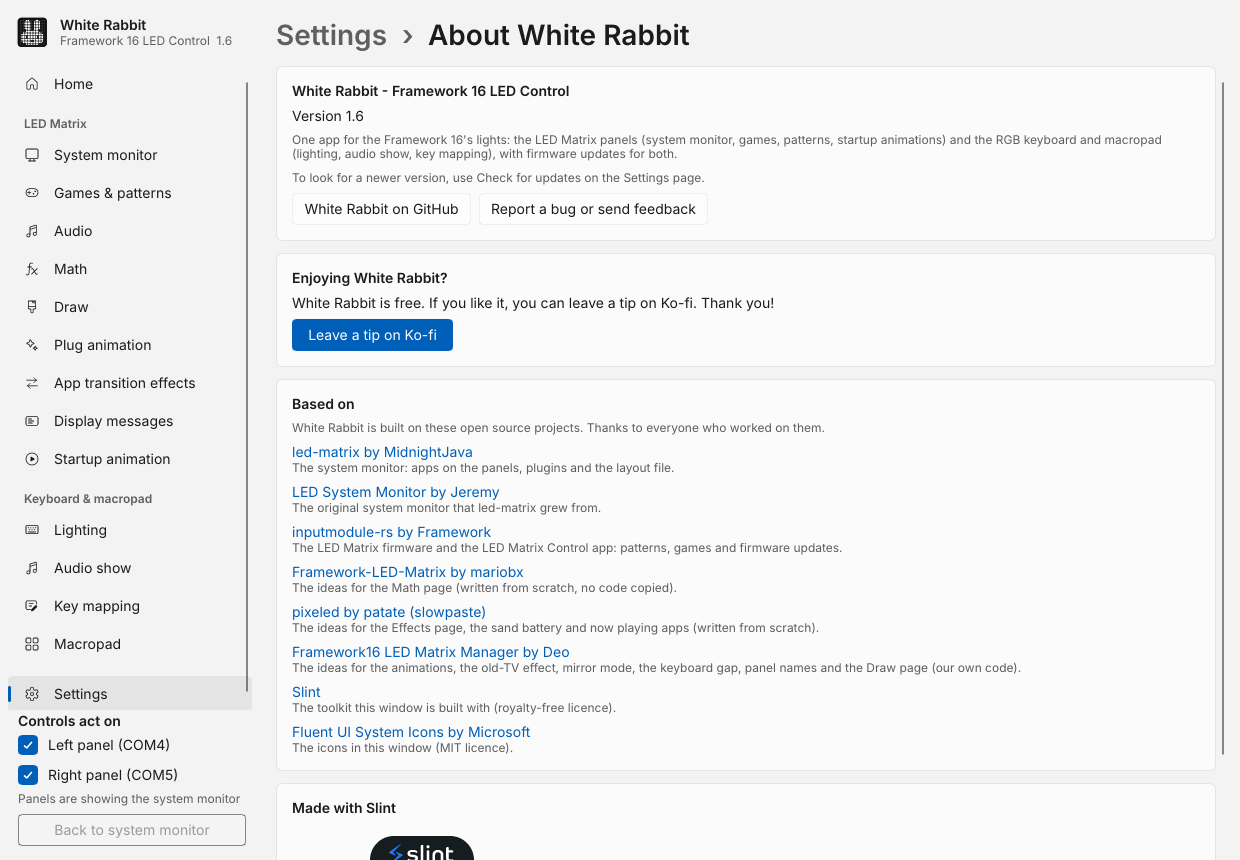 White Rabbit
Framework 16 LED Control 1.6
Home
LED Matrix
System monitor
Games & patterns
Audio
Math
Draw
Plug animation
App transition effects
Display messages
Startup animation
Keyboard & macropad
Lighting
Audio show
Key mapping
Macropad
Settings
Controls act on
Left panel (COM4)
Right panel (COM5)
Panels are showing the system monitor
Back to system monitor
Settings › About White Rabbit
White Rabbit - Framework 16 LED Control
Version 1.6
One app for the Framework 16's lights: the LED Matrix panels (system monitor, games, patterns, startup animations) and the RGB keyboard and macropad
(lighting, audio show, key mapping), with firmware updates for both.
To look for a newer version, use Check for updates on the Settings page.
White Rabbit on GitHub
Report a bug or send feedback
Enjoying White Rabbit?
White Rabbit is free. If you like it, you can leave a tip on Ko-fi. Thank you!
Leave a tip on Ko-fi
Based on
White Rabbit is built on these open source projects. Thanks to everyone who worked on them.
led-matrix by MidnightJava
The system monitor: apps on the panels, plugins and the layout file.
LED System Monitor by Jeremy
The original system monitor that led-matrix grew from.
inputmodule-rs by Framework
The LED Matrix firmware and the LED Matrix Control app: patterns, games and firmware updates.
Framework-LED-Matrix by mariobx
The ideas for the Math page (written from scratch, no code copied).
pixeled by patate (slowpaste)
The ideas for the Effects page, the sand battery and now playing apps (written from scratch).
Framework16 LED Matrix Manager by Deo
The ideas for the animations, the old-TV effect, mirror mode, the keyboard gap, panel names and the Draw page (our own code).
Slint
The toolkit this window is built with (royalty-free licence).
Fluent UI System Icons by Microsoft
The icons in this window (MIT licence).
Made with Slint
slint